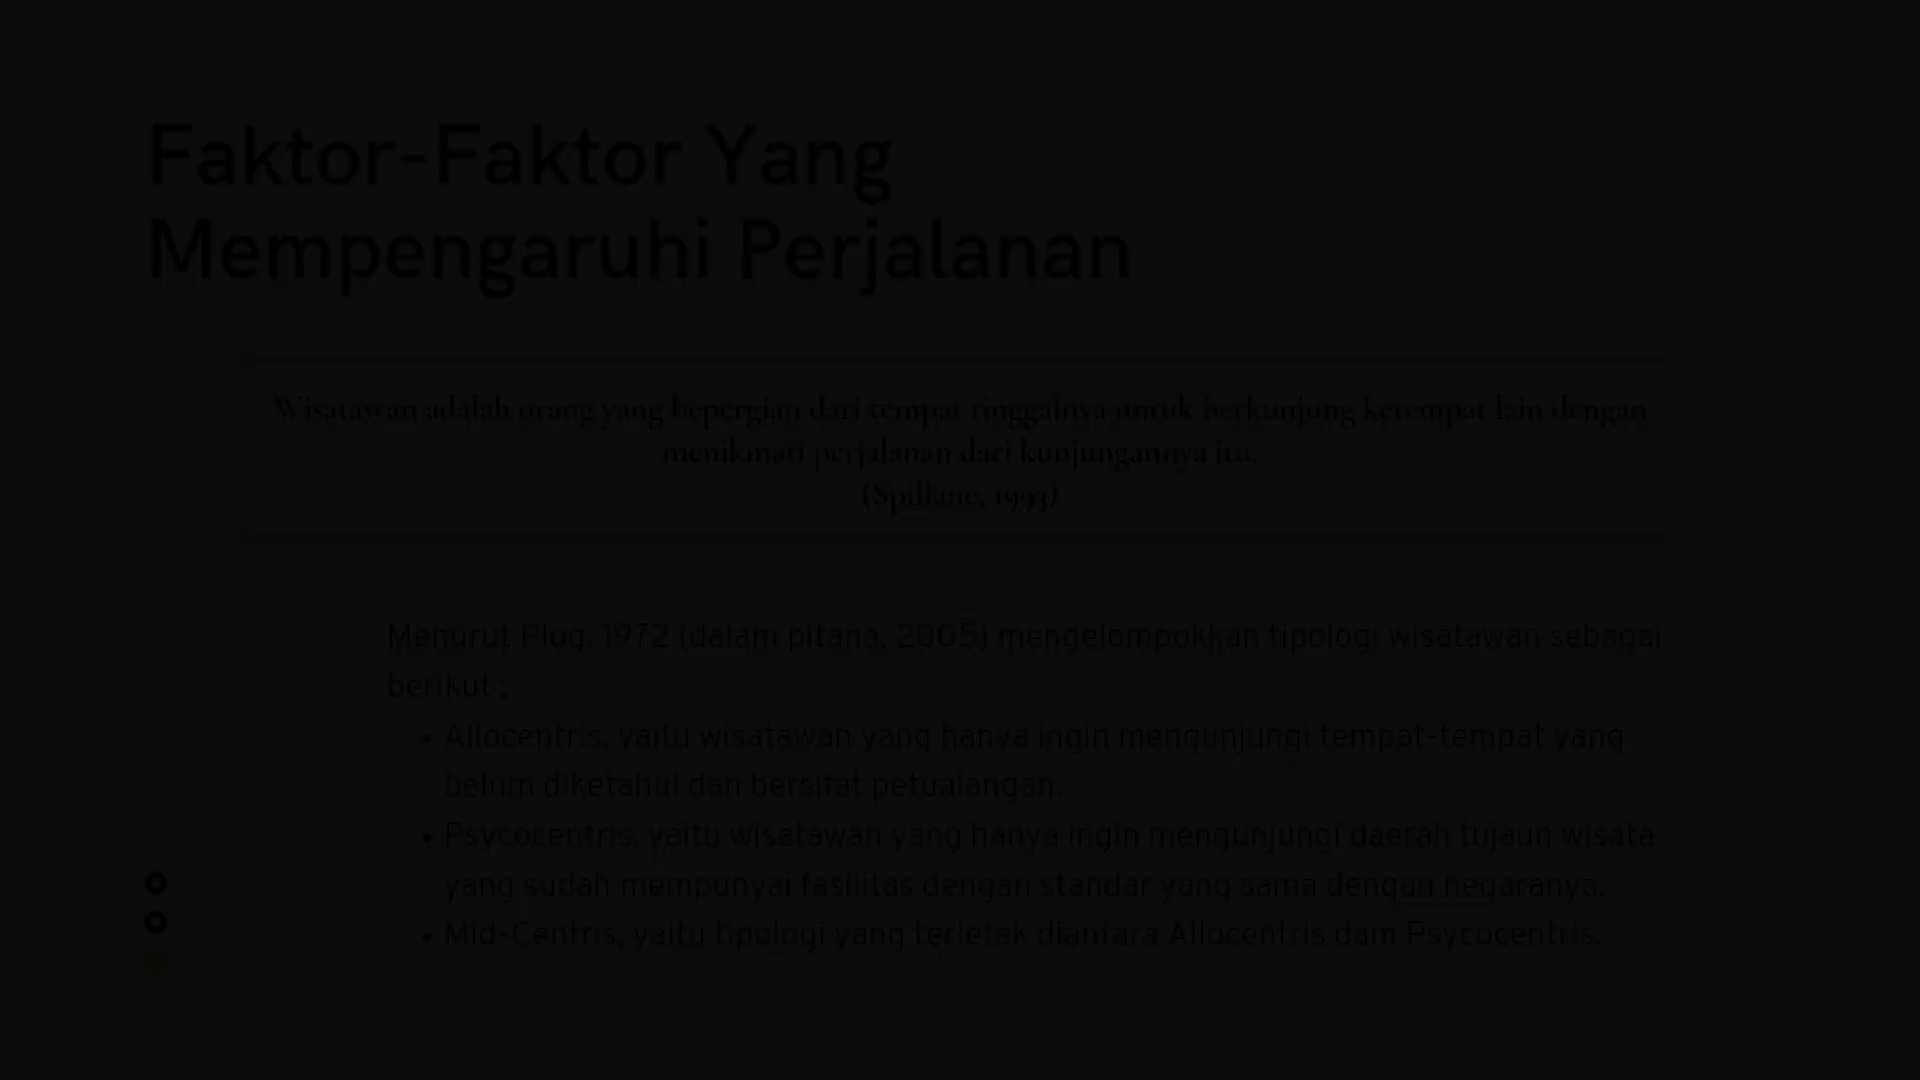 Faktor-Faktor Yang
Mempengaruhi Perjalanan
Wisatawan adalah orang yang bepergian dari tempat tinggalnya untuk berkunjung ketempat lain dengan
menikmati perjalanan dari kunjungannya itu.
(Spillane, 1993)
Menurut Plog, 1972 (dalam pitana, 2005) mengelompokkan tipologi wisatawan sebagai
berikut :
• Allocentris, yaitu wisatawan yang hanya ingin mengunjungi tempat-tempat yang
belum diketahui dan bersifat petualangan.
• Psycocentris, yaitu wisatawan yang hanya ingin mengunjungi daerah tujaun wisata
yang sudah mempunyai fasilitas dengan standar yang sama dengan negaranya.
• Mid-Centris, yaitu tipologi yang terletak diantara Allocentris dam Psycocentris.